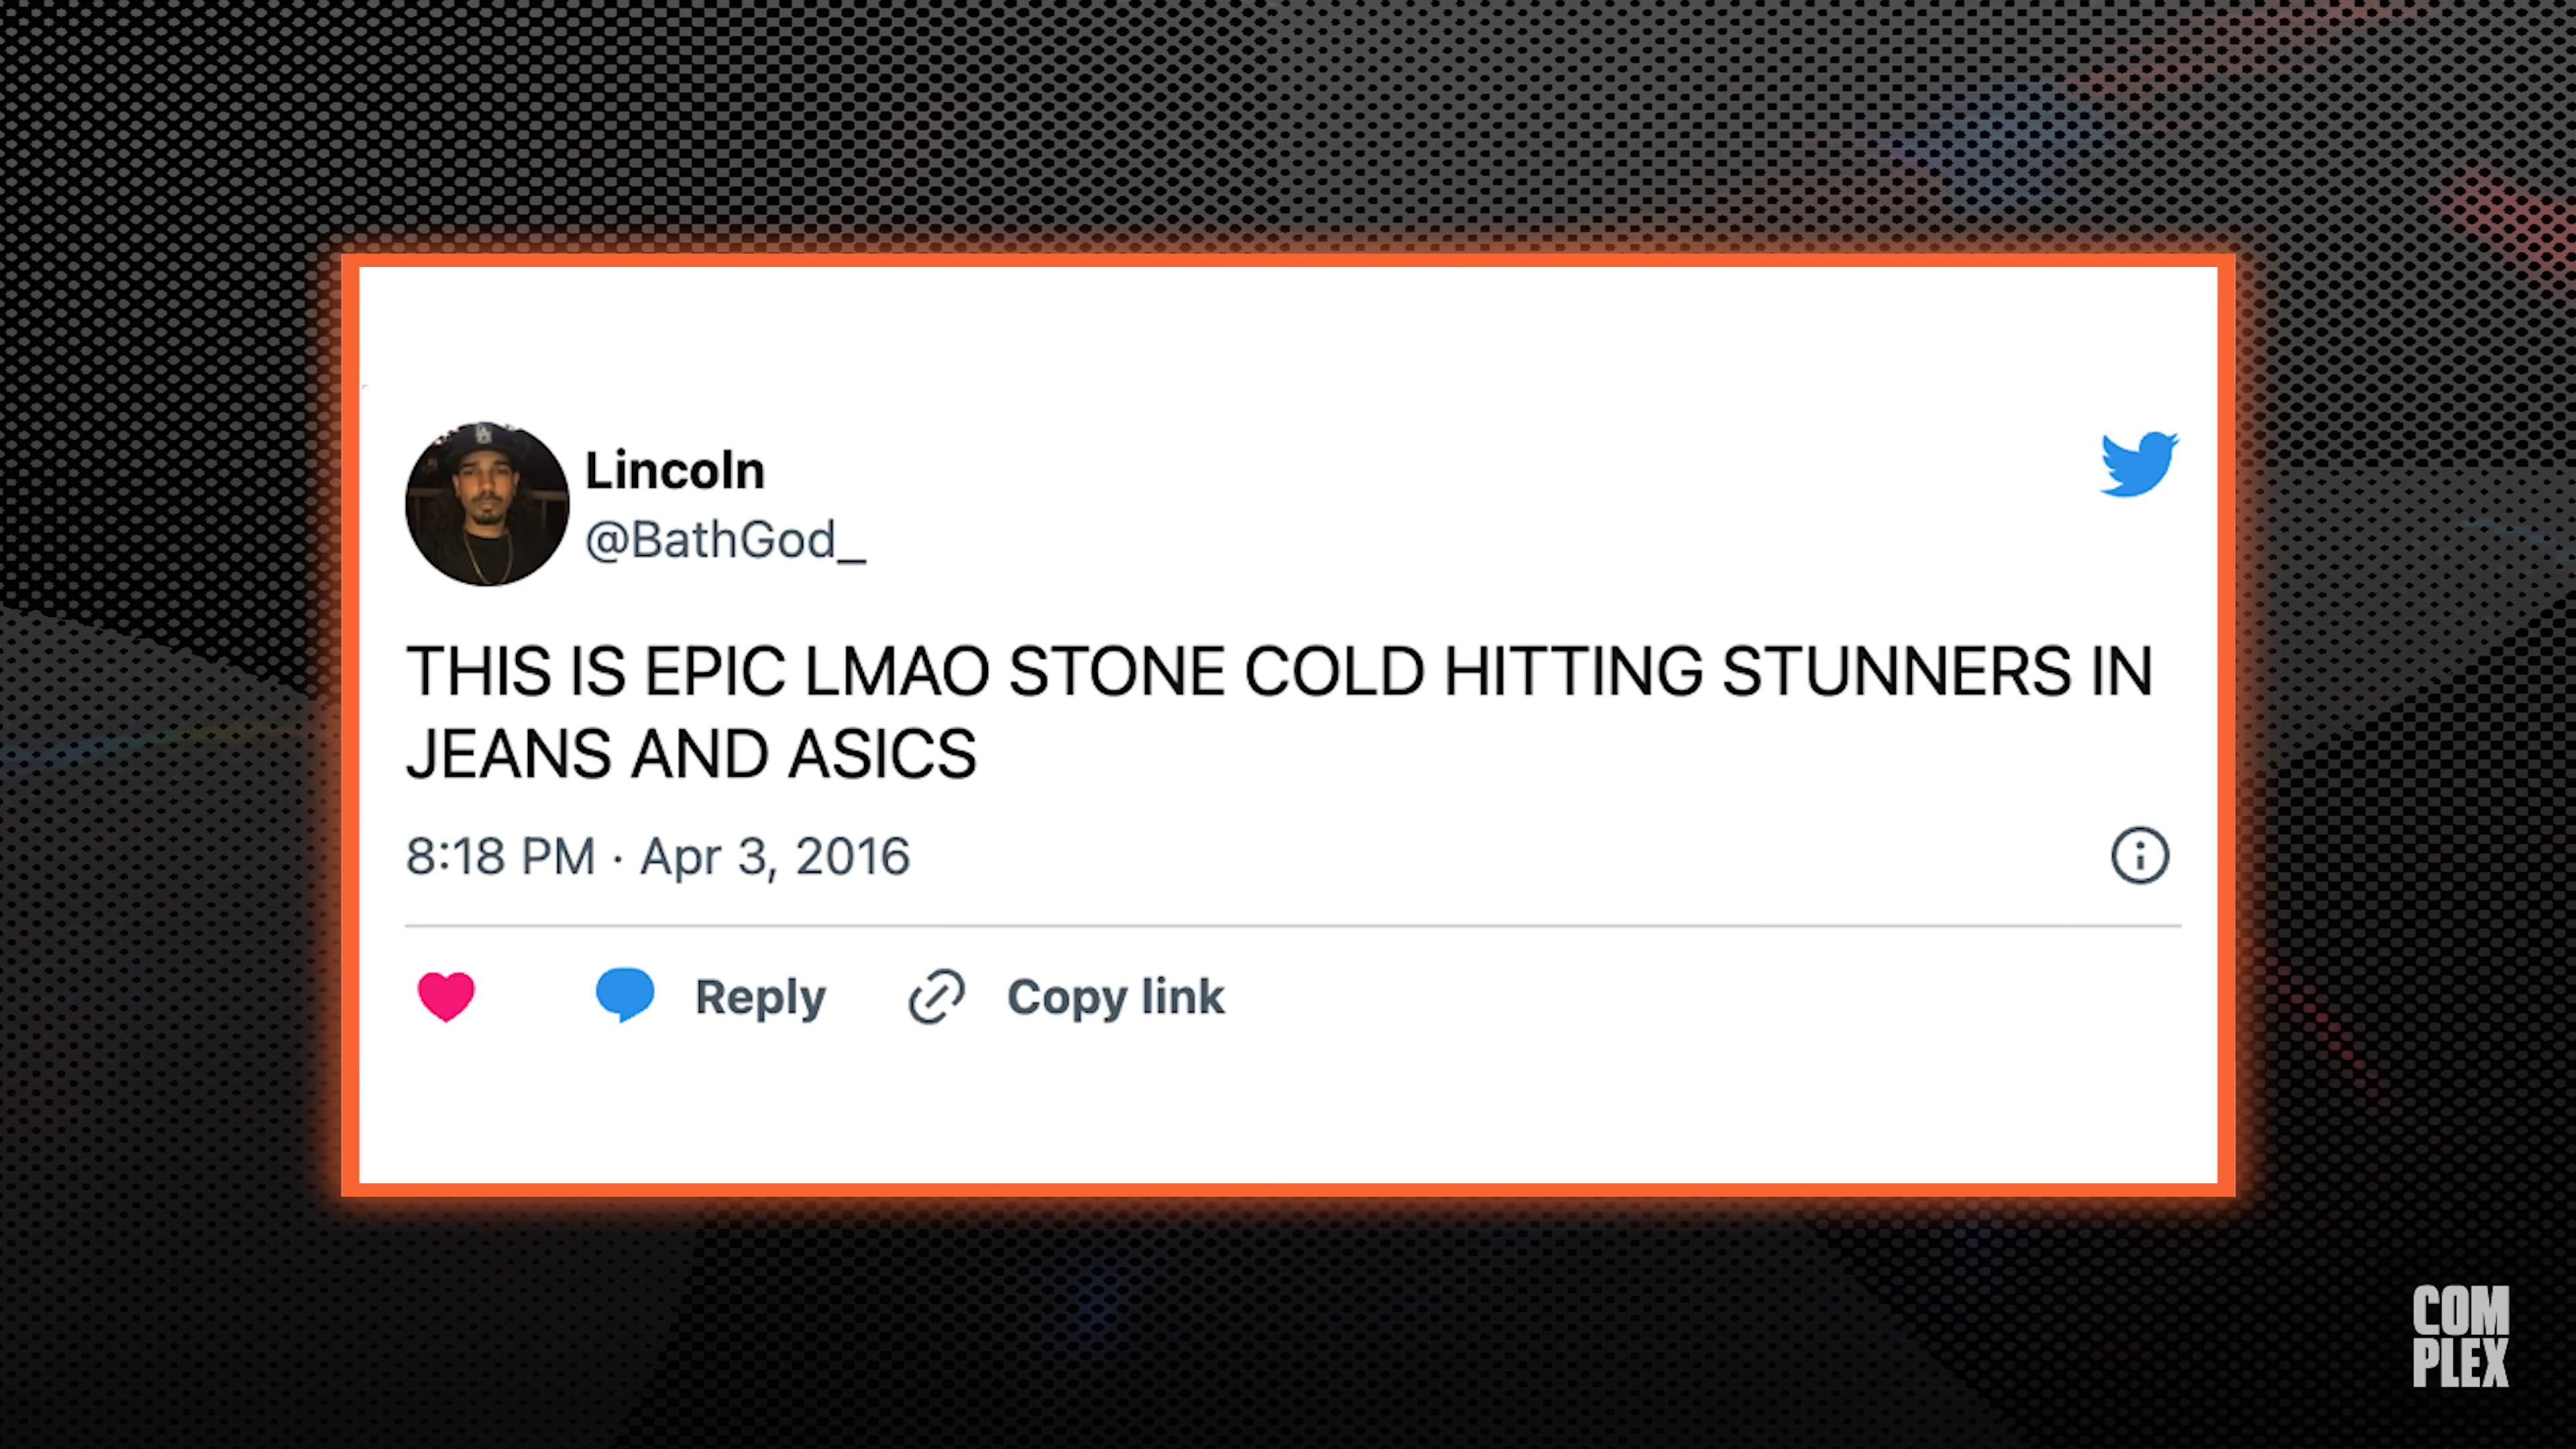 Lincoln
@BathGod_
THIS IS EPIC LMAO STONE COLD HITTING STUNNERS IN
JEANS AND ASICS
8:18 PM · Apr 3, 2016
Reply
Copy link
COM
PLEX